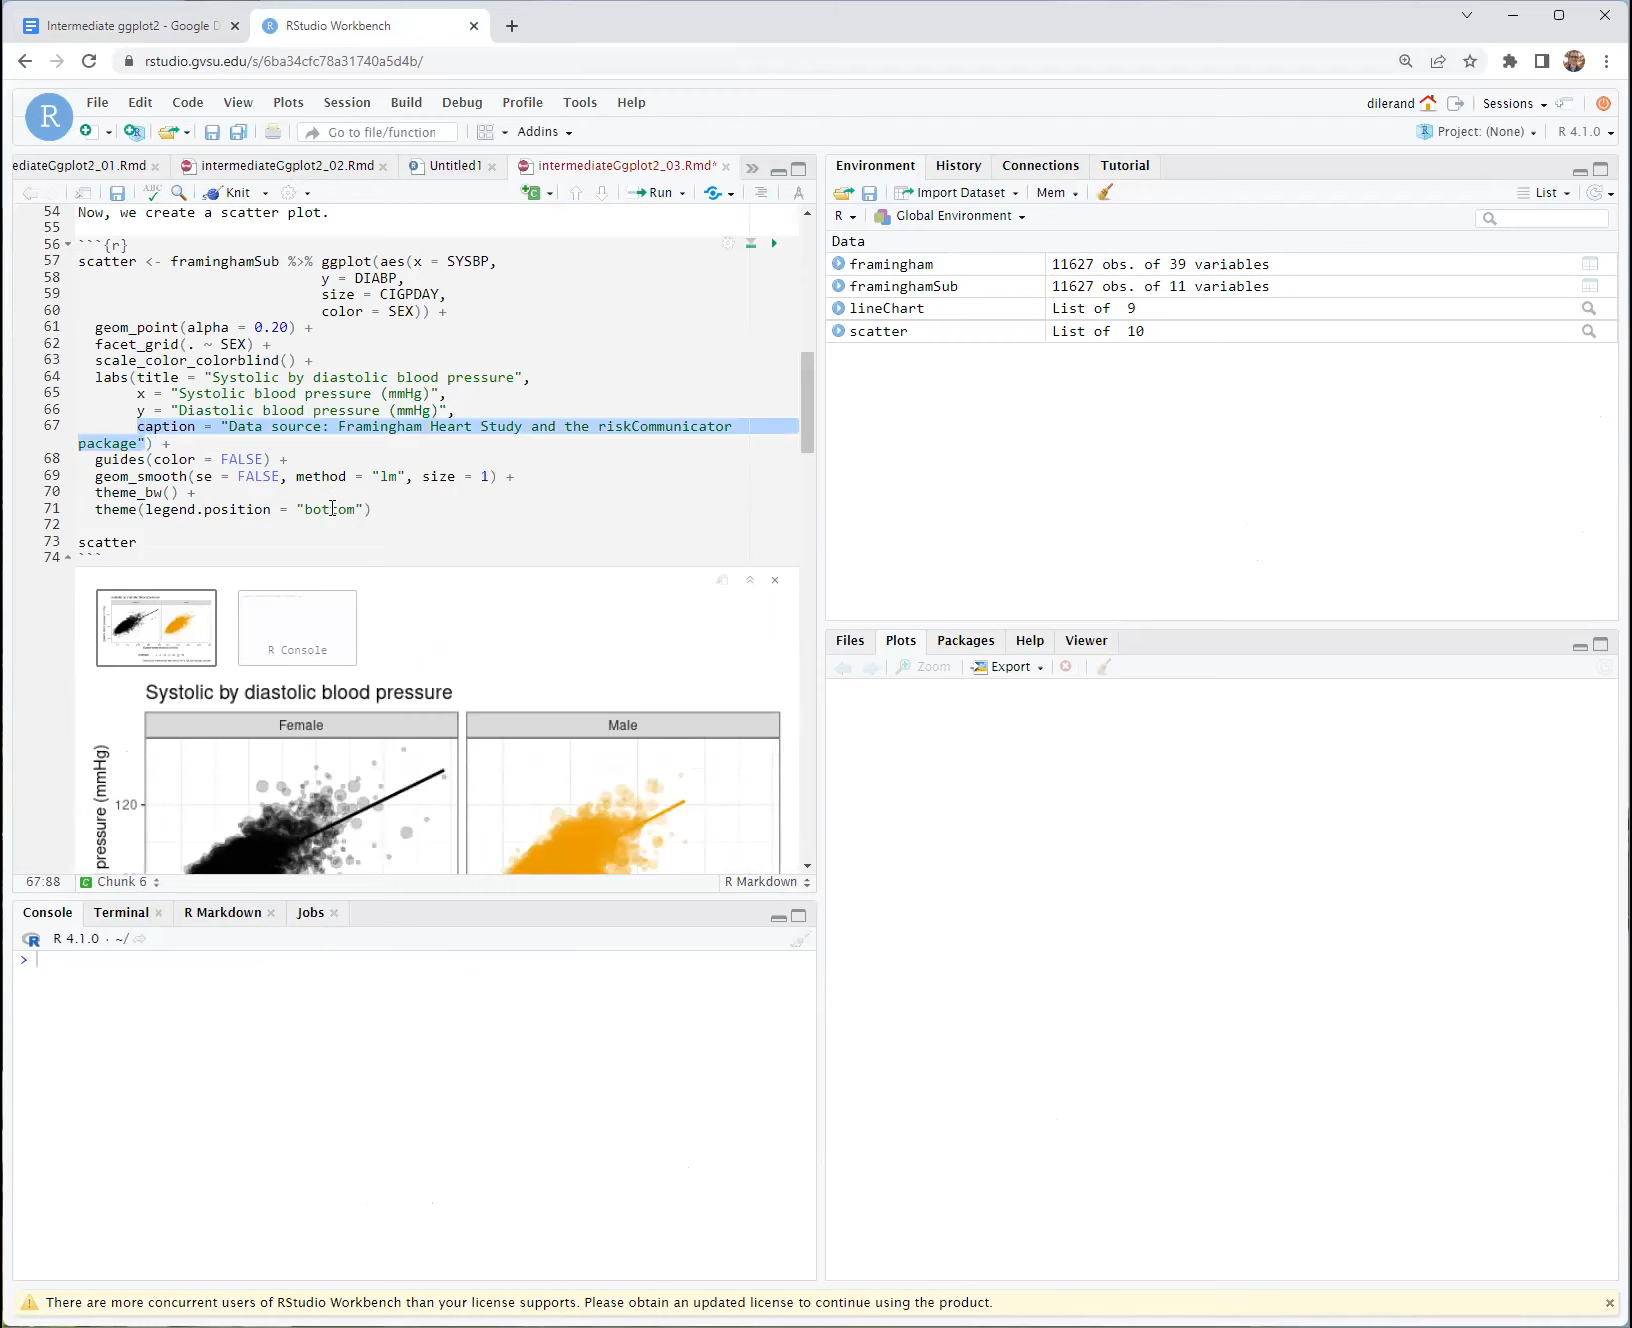 Intermediate ggplot2 - Google D
RStudio Workbench
rstudio.gvsu.edu/s/6ba34cfc78a31740a5d4b/
R
File Edit Code View Plots Session Build Debug Profile Tools Help
dilerand Sessions
Go to file/function Addins
Project: (None) R 4.1.0
ediateGgplot2_01.Rmd intermediateGgplot2_02.Rmd Untitled1 intermediateGgplot2_03.Rmd*
ABC Knit Run
54 Now, we create a scatter plot.
55
56 ```{r}
57 scatter <- framinghamSub %>% ggplot(aes(x = SYSBP,
58 y = DIABP,
59 size = CIGPDAY,
60 color = SEX)) +
61 geom_point(alpha = 0.20) +
62 facet_grid(. ~ SEX) +
63 scale_color_colorblind() +
64 labs(title = "Systolic by diastolic blood pressure",
65 x = "Systolic blood pressure (mmHg)",
66 y = "Diastolic blood pressure (mmHg)",
67 caption = "Data source: Framingham Heart Study and the riskCommunicator
package") +
68 guides(color = FALSE) +
69 geom_smooth(se = FALSE, method = "lm", size = 1) +
70 theme_bw() +
71 theme(legend.position = "bottom")
72
73 scatter
74 ```
R Console
Systolic by diastolic blood pressure
Female Male
pressure (mmHg)
120
67:88 C Chunk 6 R Markdown
Console Terminal R Markdown Jobs
R 4.1.0 · ~/
>
Environment History Connections Tutorial
Import Dataset Mem List
R Global Environment
Data
framingham 11627 obs. of 39 variables
framinghamSub 11627 obs. of 11 variables
lineChart List of 9
scatter List of 10
Files Plots Packages Help Viewer
Zoom Export
There are more concurrent users of RStudio Workbench than your license supports. Please obtain an updated license to continue using the product.